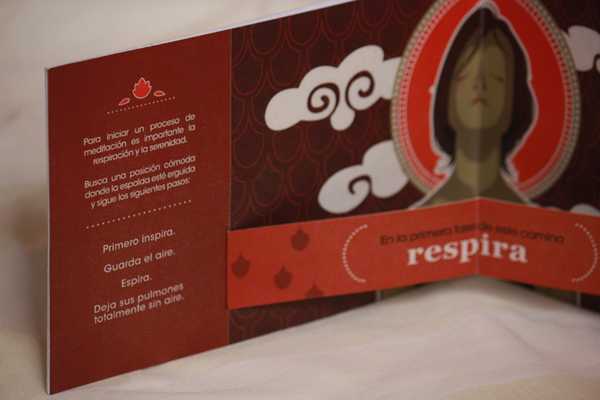 Para iniciar un proceso de
meditación es importante la
respiración y la serenidad.
Busca una posición cómoda
donde la espalda esté erguida
y sigue los siguientes pasos:
Primero inspira.
Guarda el aire.
Espira.
Deja sus pulmones
totalmente sin aire.
En la primera fase de este camino
respira